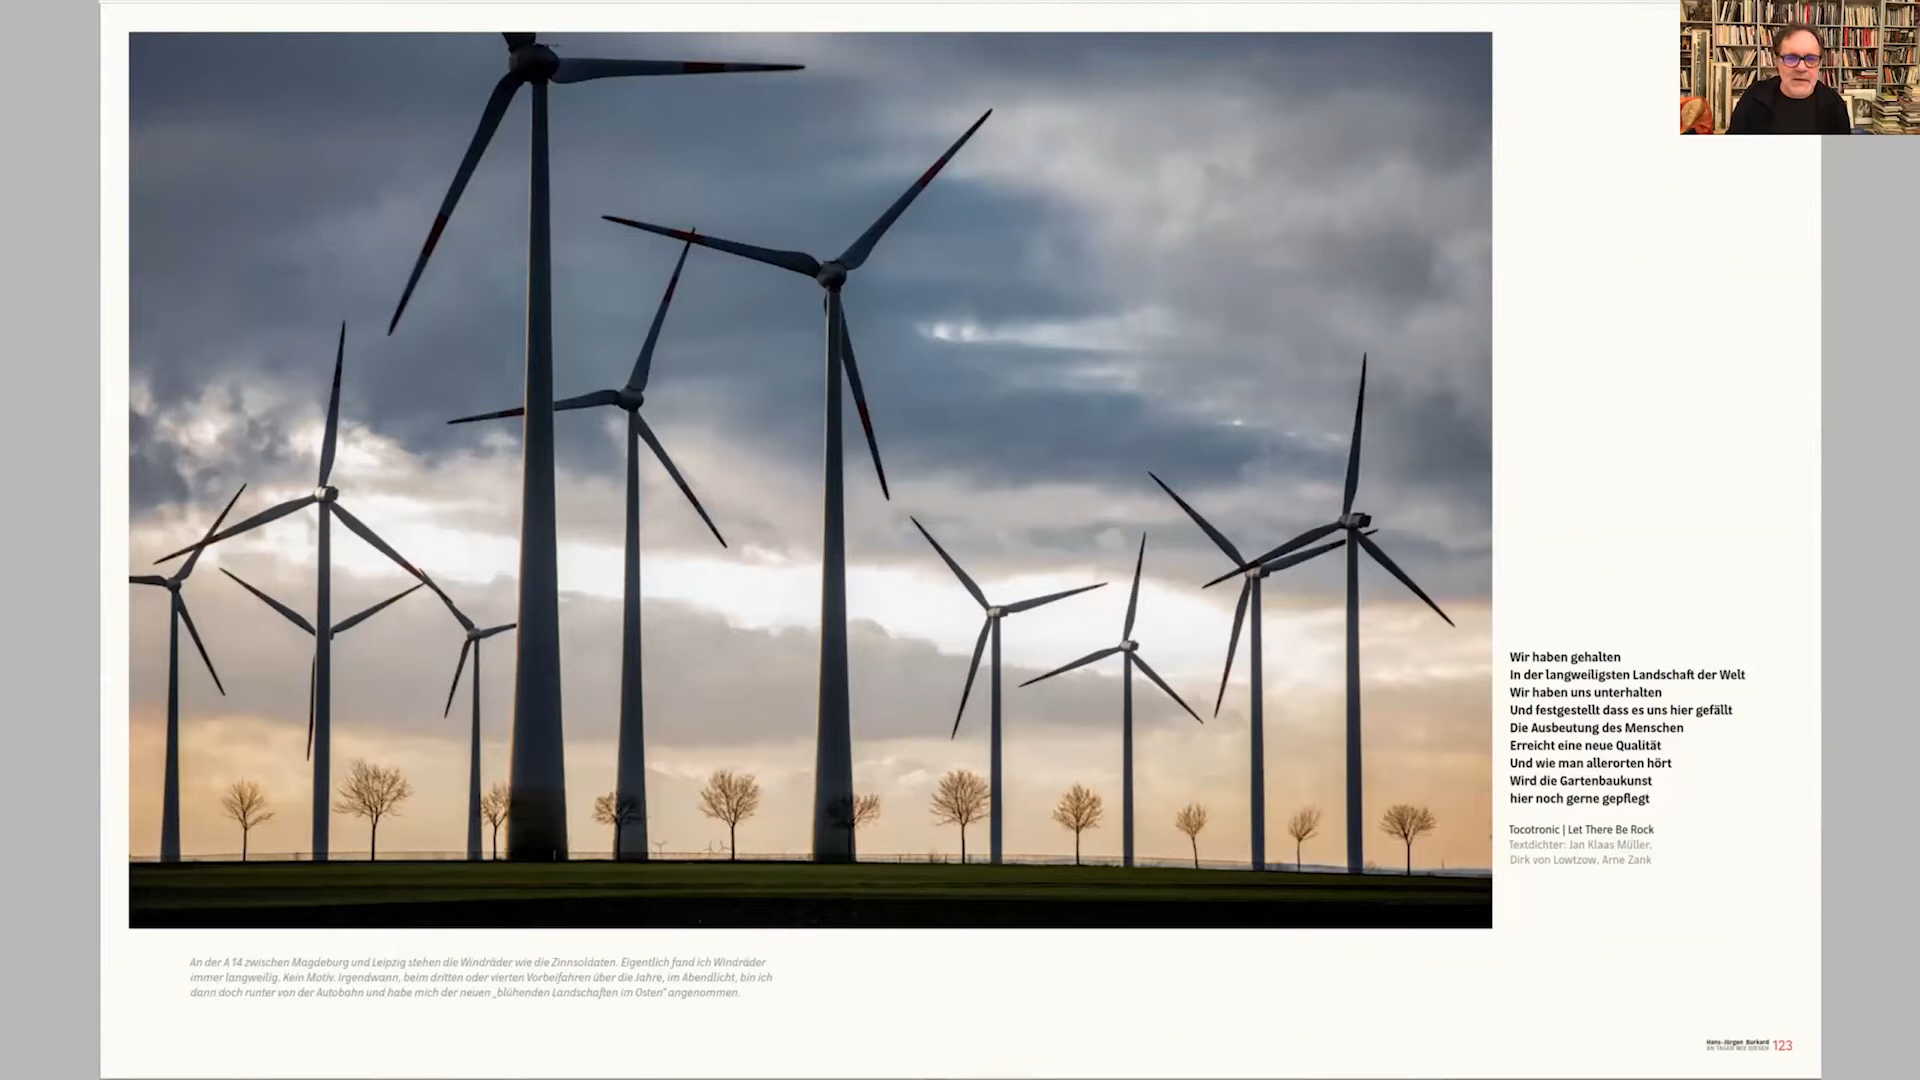 Wir haben gehalten
In der langweiligsten Landschaft der Welt
Wir haben uns unterhalten
Und festgestellt dass es uns hier gefällt
Die Ausbeutung des Menschen
Erreicht eine neue Qualität
Und wie man allerorten hört
Wird die Gartenbaukunst
hier noch gerne gepflegt
Tocotronic | Let There Be Rock
Textdichter: Jan Klaas Müller,
Dirk von Lowtzow, Arne Zank
An der A 14 zwischen Magdeburg und Leipzig stehen die Windräder wie die Zinnsoldaten. Eigentlich fand ich Windräder
immer langweilig. Kein Motiv. Irgendwann, beim dritten oder vierten Vorbeifahren über die Jahre, im Abendlicht, bin ich
dann doch runter von der Autobahn und habe mich der neuen „blühenden Landschaften im Osten“ angenommen.
Hans-Jürgen Burkard
AN TAGEN WIE DIESEN 123